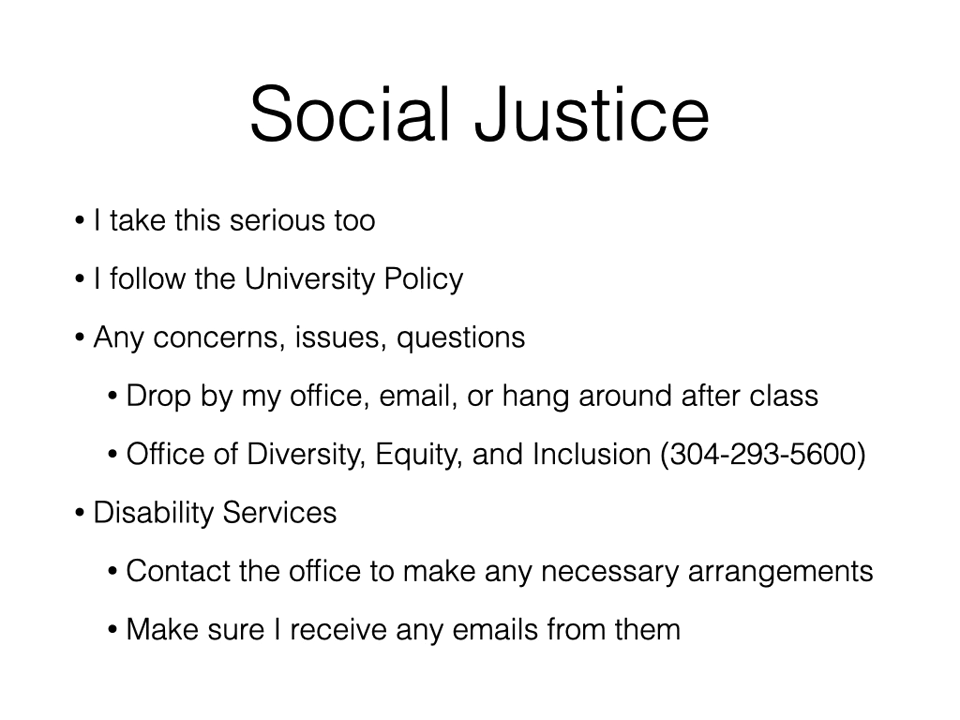 Social Justice
• I take this serious too
• I follow the University Policy
• Any concerns, issues, questions
• Drop by my office, email, or hang around after class
• Office of Diversity, Equity, and Inclusion (304-293-5600)
• Disability Services
• Contact the office to make any necessary arrangements
• Make sure I receive any emails from them